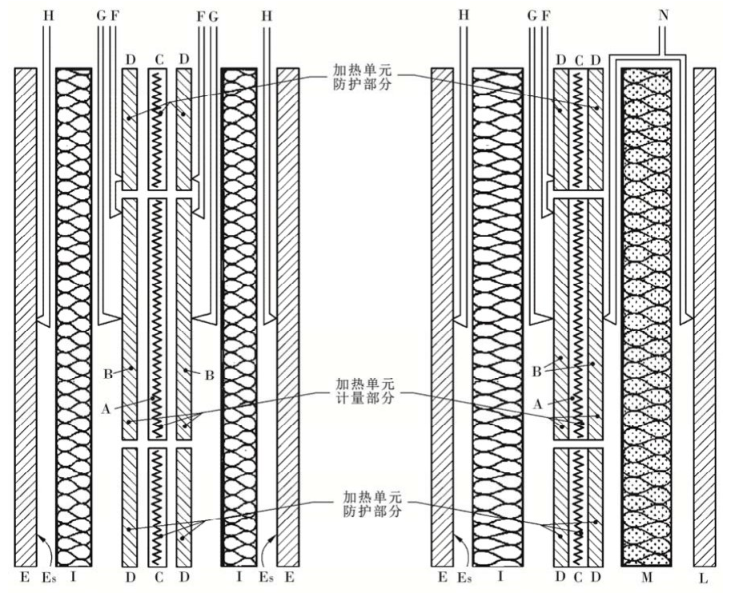 H G F F G H H G F N
D C D D C D
加热单元
防护部分
B B B
A A
加热单元
计量部分
加热单元
防护部分
E Es I D C D I Es E E Es I D C D M L